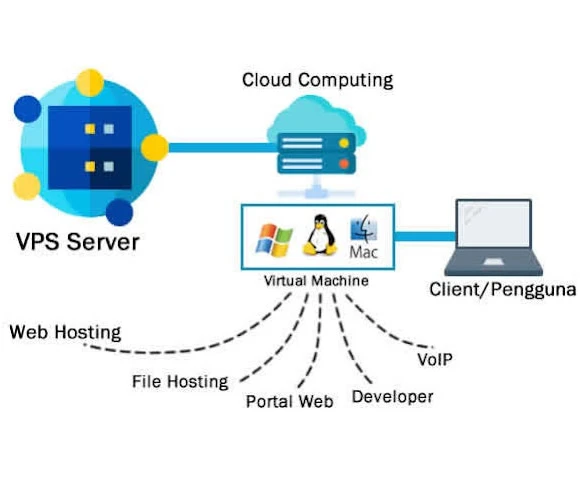 Cloud Computing
VPS Server
Mac
Virtual Machine
Client/Pengguna
Web Hosting
File Hosting
Portal Web
Developer
VoIP